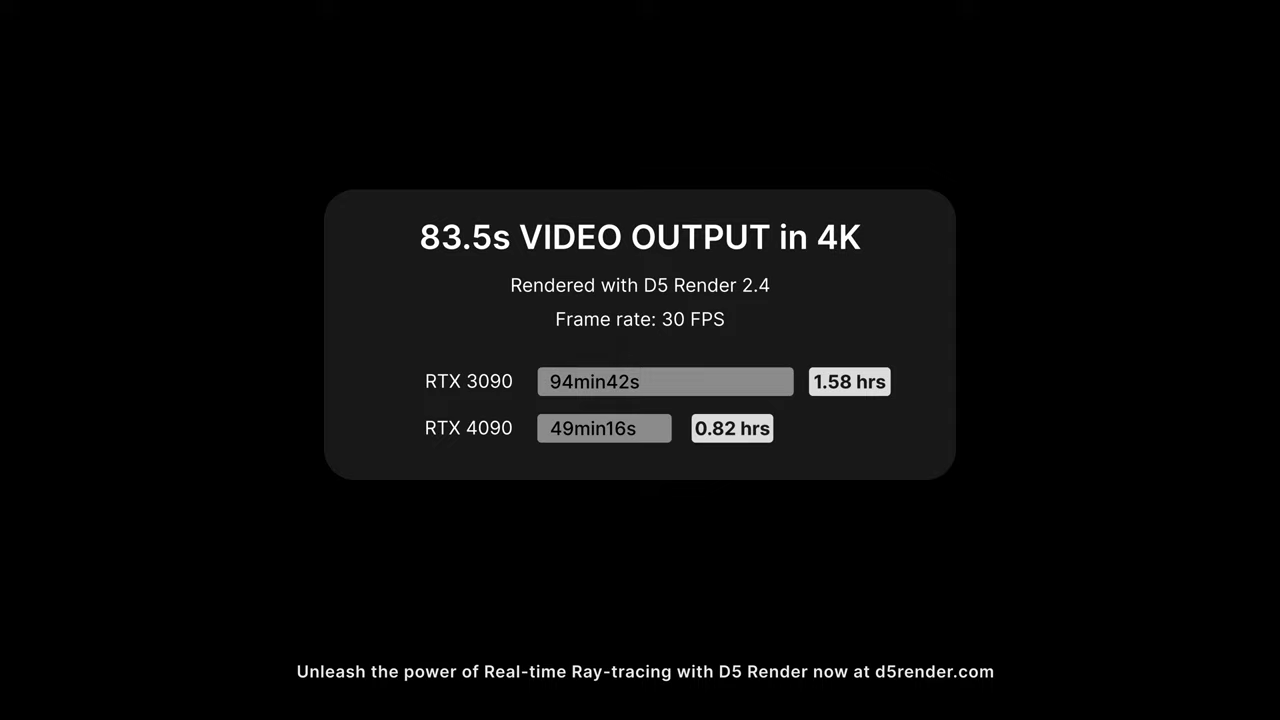 83.5s VIDEO OUTPUT in 4K
Rendered with D5 Render 2.4
Frame rate: 30 FPS
RTX 3090 94min42s 1.58 hrs
RTX 4090 49min16s 0.82 hrs
Unleash the power of Real-time Ray-tracing with D5 Render now at d5render.com